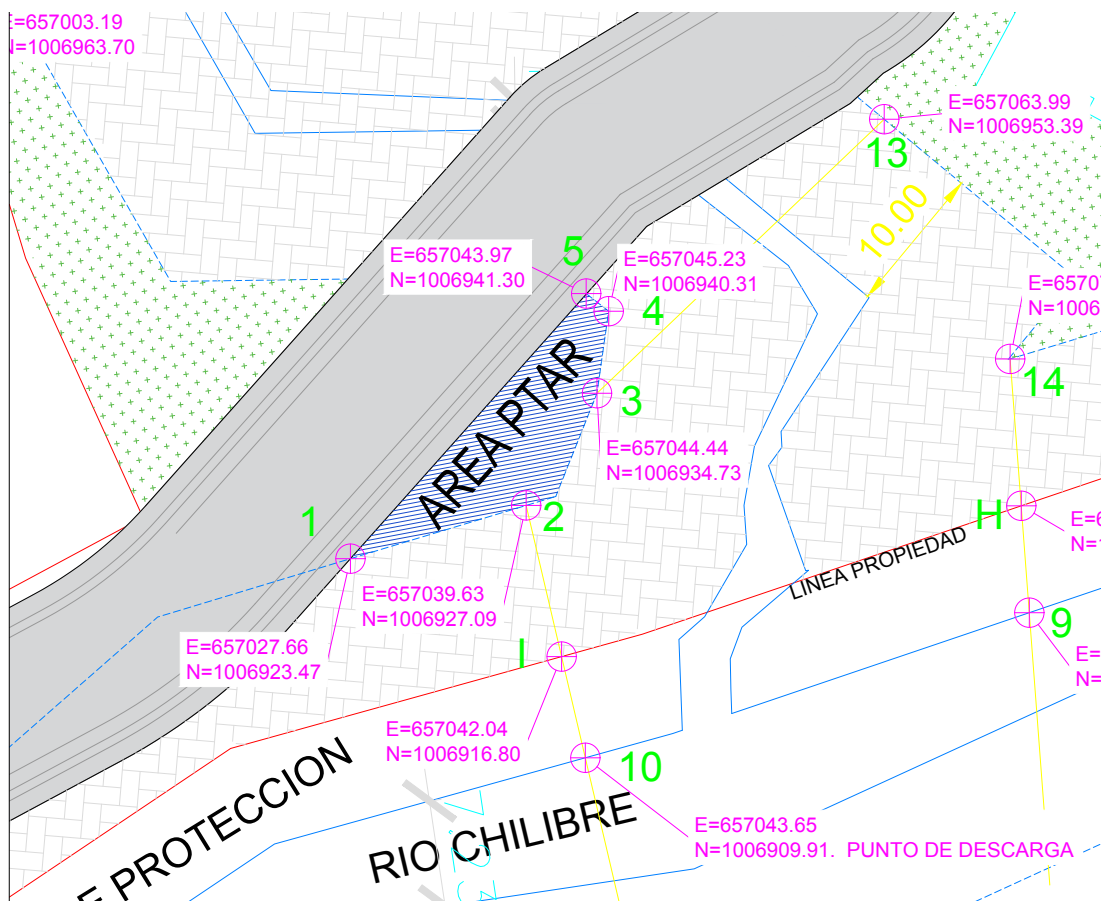 E=657003.19
N=1006963.70
E=657063.99
N=1006953.39
13
10.00
5
E=657043.97
N=1006941.30
E=657045.23
N=1006940.31
4
14
AREA PTAR
3
E=657044.44
N=1006934.73
1
2
H
LINEA PROPIEDAD
E=657039.63
N=1006927.09
9
E=657027.66
N=1006923.47
I
E=657042.04
N=1006916.80
10
PROTECCION
RIO CHILIBRE
E=657043.65
N=1006909.91. PUNTO DE DESCARGA